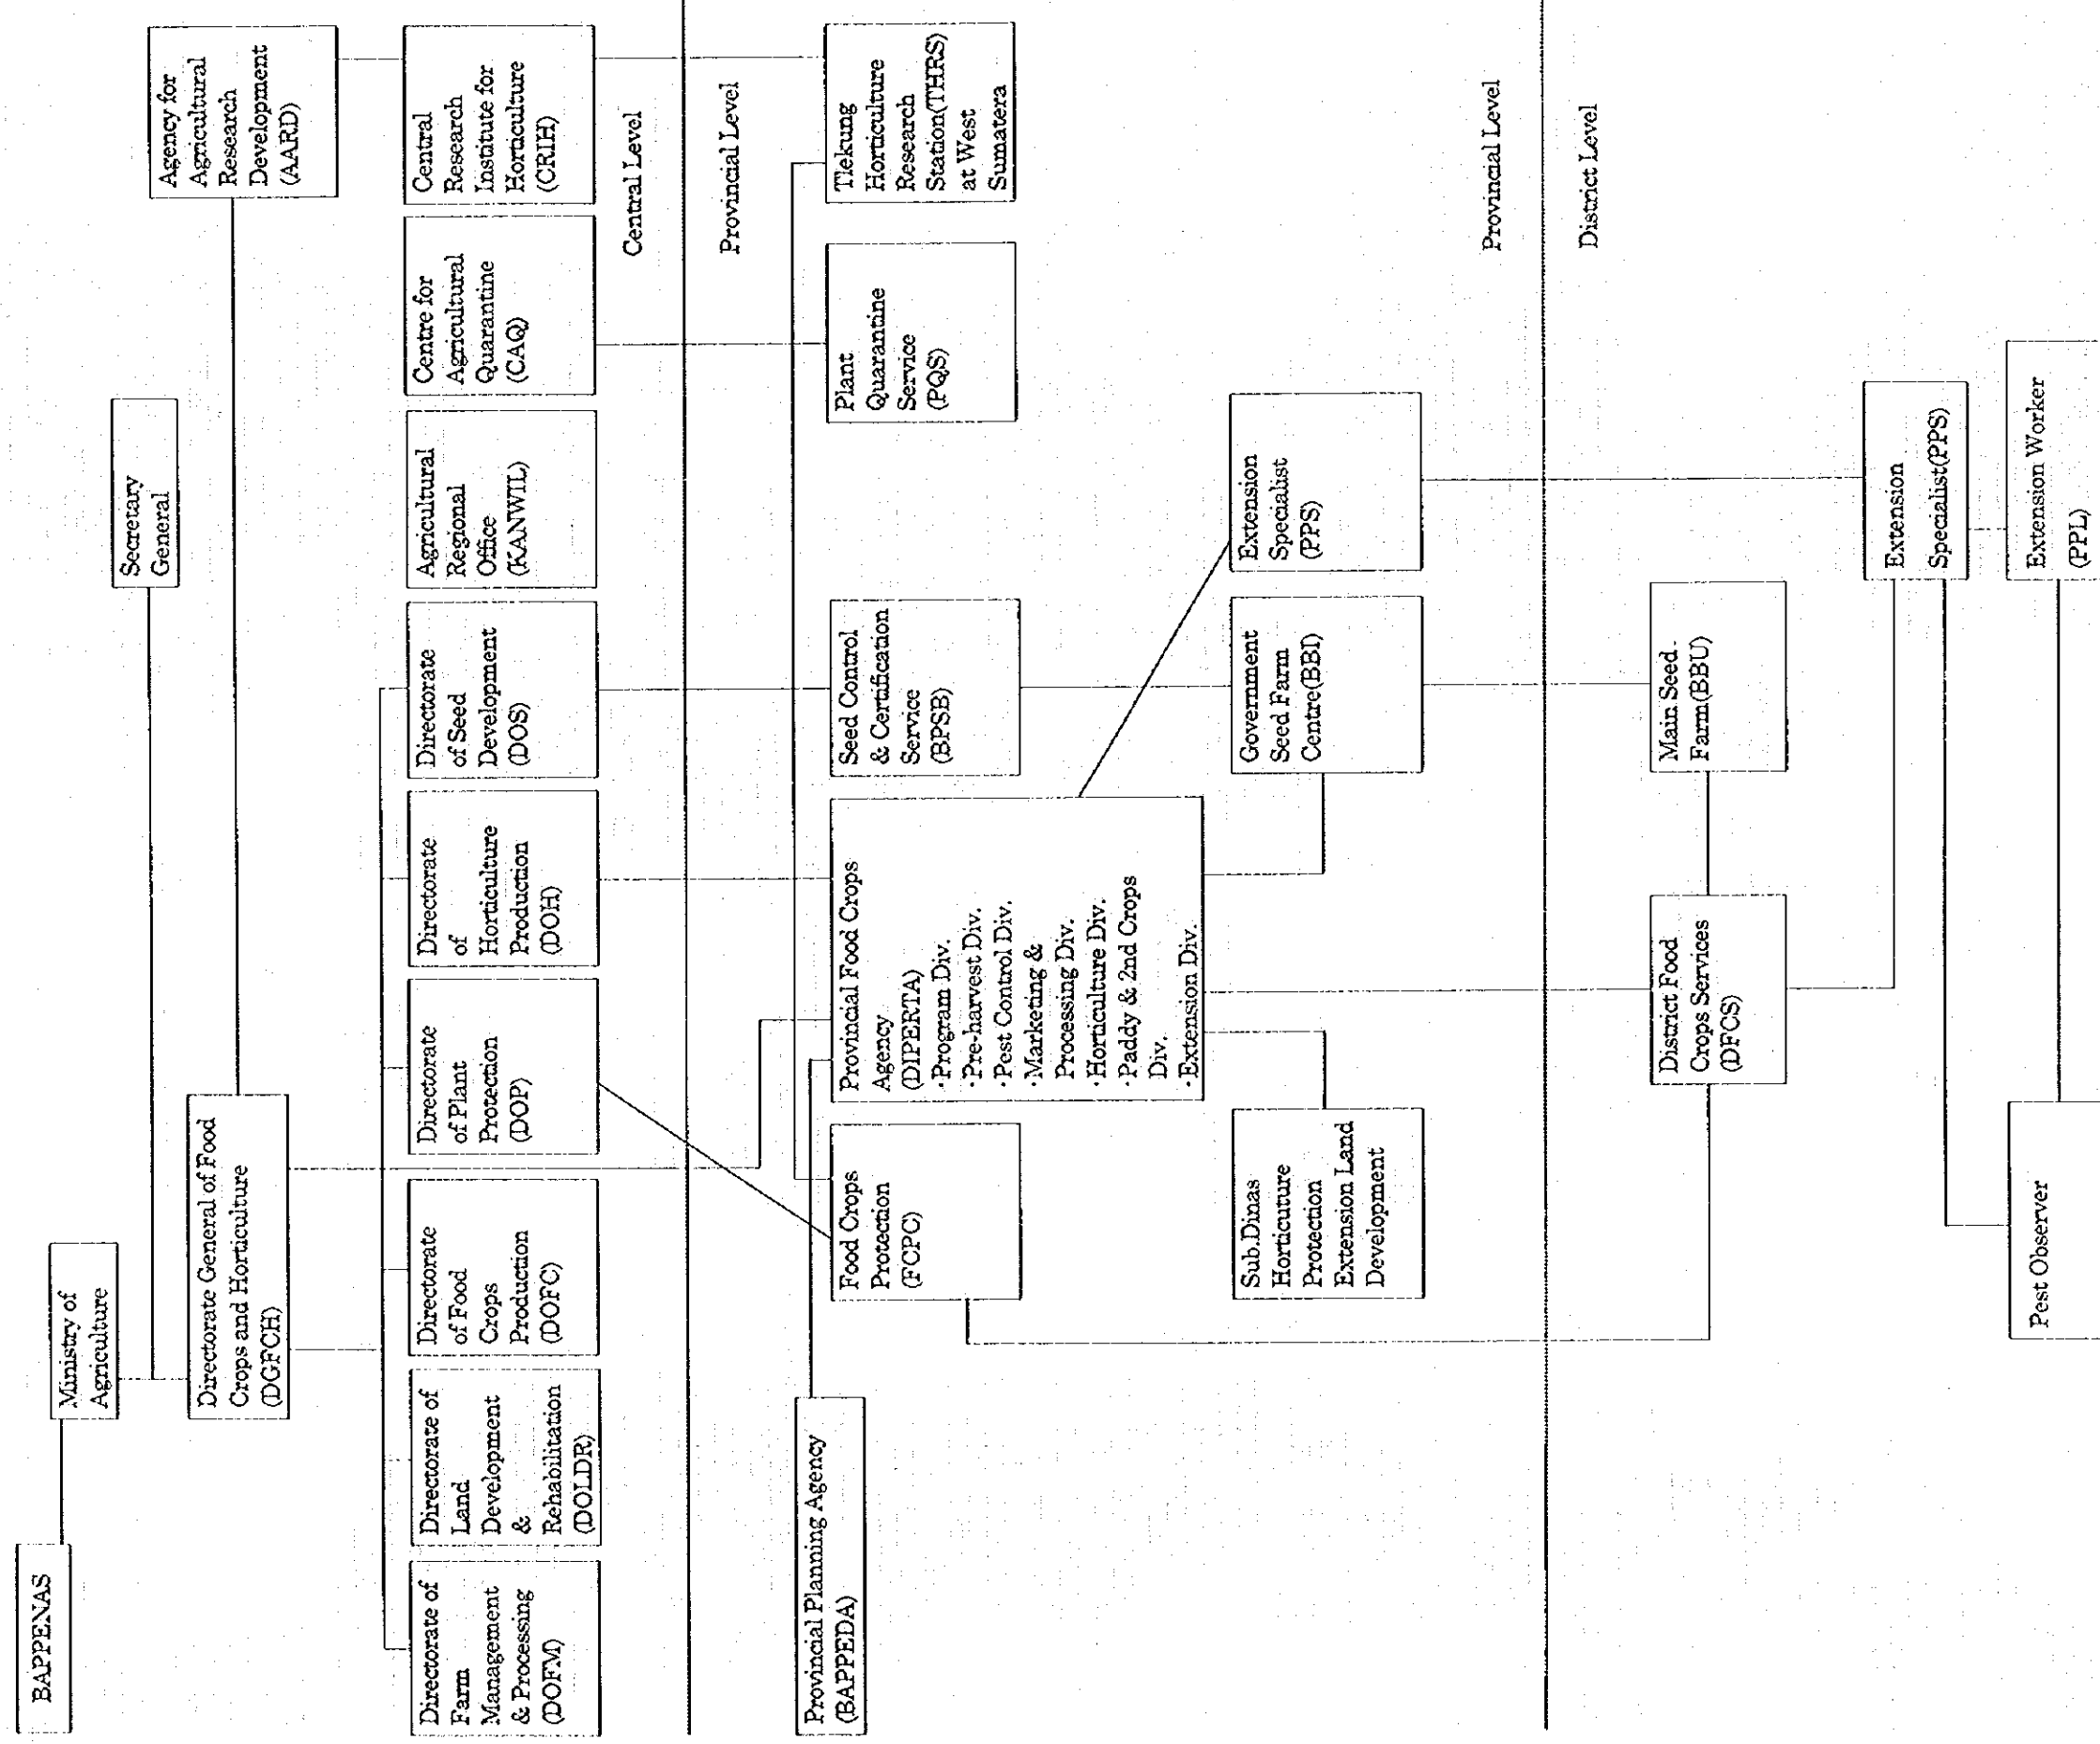 BAPPENAS
Ministry of
Agriculture
Secretary
General
Directorate General of Food
Crops and Horticulture
(DGFCH)
Agency for
Agricultural
Research
Development
(AARD)
Directorate of
Farm
Management
& Processing
(DOFM)
Directorate of
Land
Development
&
Rehabilitation
(DOLDR)
Directorate
of Food
Crops
Production
(DOFC)
Directorate
of Plant
Protection
(DOP)
Directorate
of
Horticulture
Production
(DOH)
Directorate
of Seed
Development
(DOS)
Agricultural
Regional
Office
(KANWIL)
Centre for
Agricultural
Quarantine
(CAQ)
Central
Research
Institute for
Horticulture
(CRIH)
Central Level
Provincial Level
Provincial Planning Agency
(BAPPEDA)
Food Crops
Protection
(FCPC)
Provincial Food Crops
Agency
(DIPERTA)
·Program Div.
·Pre-harvest Div.
·Pest Control Div.
·Marketing &
Processing Div.
·Horticulture Div.
·Paddy & 2nd Crops
Div.
·Extension Div.
Seed Control
& Certification
Service
(BPSB)
Plant
Quarantine
Service
(PQS)
Tlekung
Horticulture
Research
Station(THRS)
at West
Sumatera
Sub.Dinas
Horticuture
Protection
Extension Land
Development
Government
Seed Farm
Centre(BBI)
Extension
Specialist
(PPS)
Provincial Level
District Level
District Food
Crops Services
(DFCS)
Main Seed.
Farm(BBU)
Extension
Specialist(PPS)
Pest Observer
Extension Worker
(PPL)